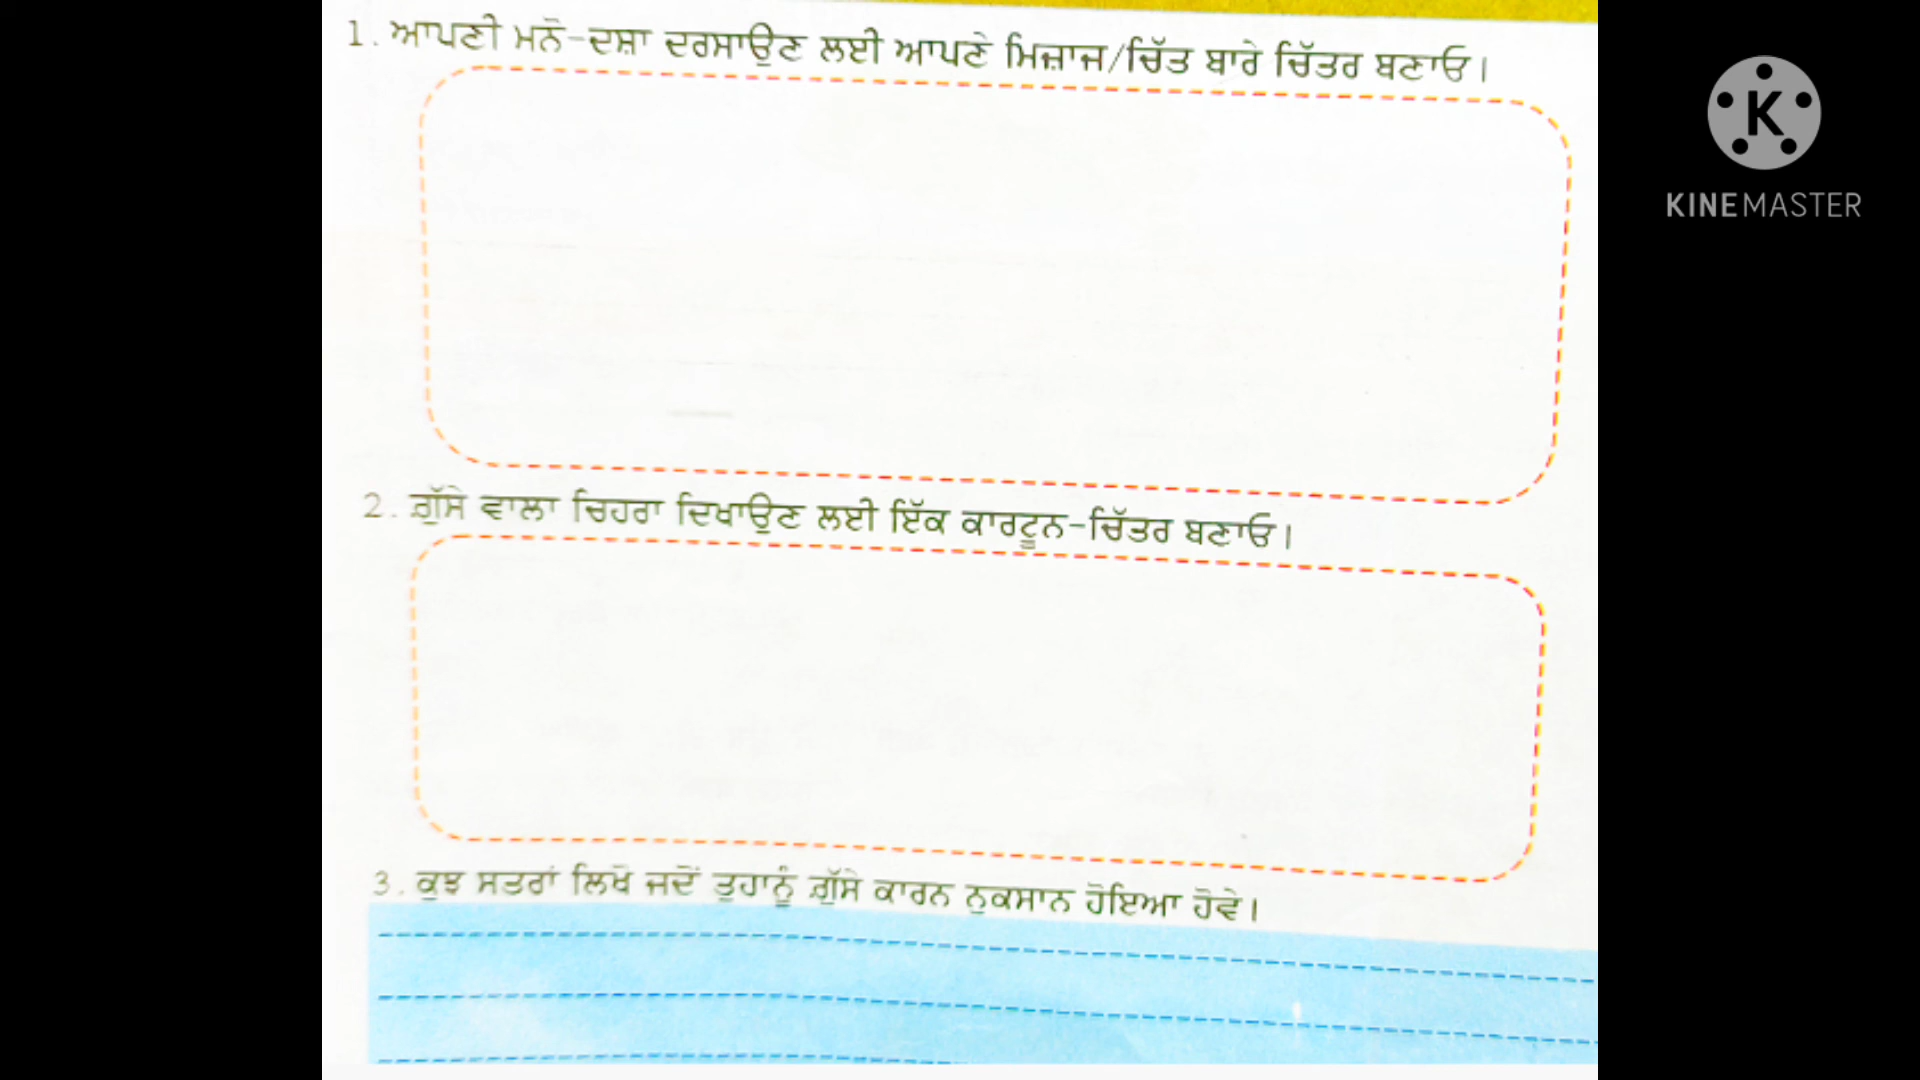 1. ਆਪਣੀ ਮਨੋ-ਦਸ਼ਾ ਦਰਸਾਉਣ ਲਈ ਆਪਣੇ ਮਿਜ਼ਾਜ/ਚਿੱਤ ਬਾਰੇ ਚਿੱਤਰ ਬਣਾਓ।
K
KINEMASTER
2. ਗ਼ੁੱਸੇ ਵਾਲਾ ਚਿਹਰਾ ਦਿਖਾਉਣ ਲਈ ਇੱਕ ਕਾਰਟੂਨ-ਚਿੱਤਰ ਬਣਾਓ।
3. ਕੁਝ ਸਤਰਾਂ ਲਿਖੋ ਜਦੋਂ ਤੁਹਾਨੂੰ ਗ਼ੁੱਸੇ ਕਾਰਨ ਨੁਕਸਾਨ ਹੋਇਆ ਹੋਵੇ।